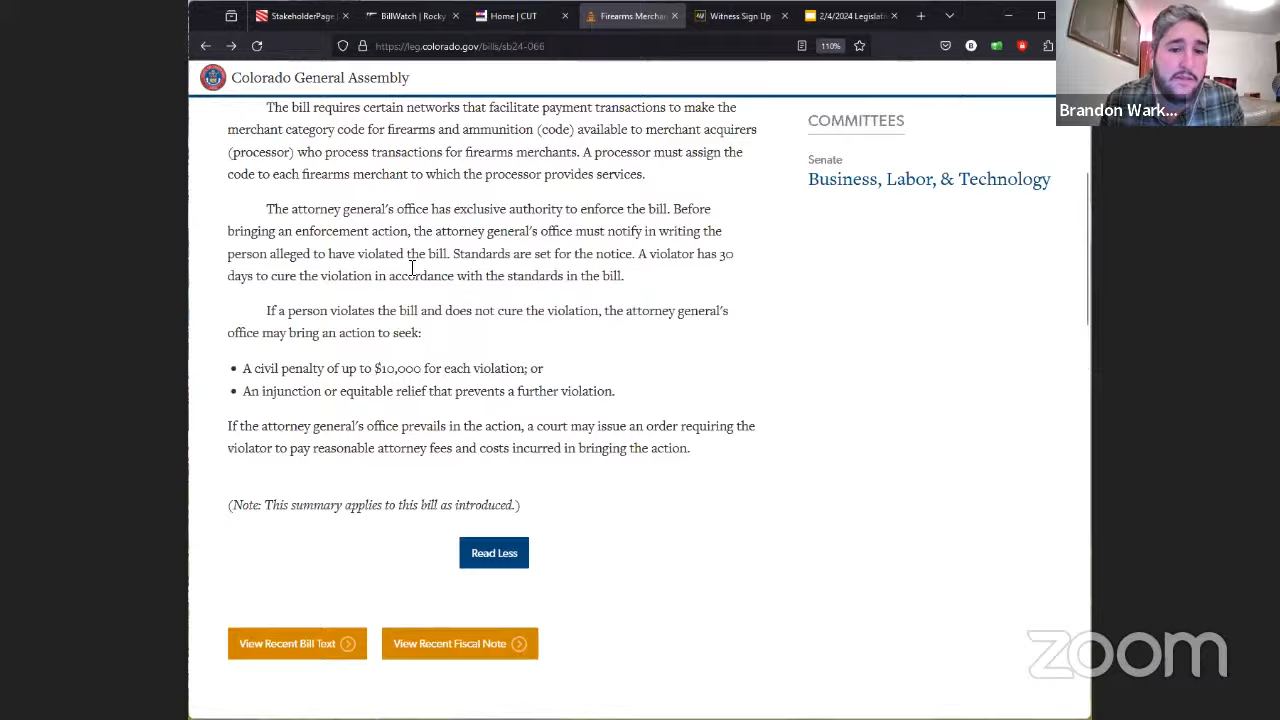 StakeholderPage |
BillWatch | Rocky
Home | CUT
Firearms Merchan
Witness Sign Up
2/4/2024 Legislati
https://leg.colorado.gov/bills/sb24-066
110%
Colorado General Assembly
The bill requires certain networks that facilitate payment transactions to make the
merchant category code for firearms and ammunition (code) available to merchant acquirers
(processor) who process transactions for firearms merchants. A processor must assign the
code to each firearms merchant to which the processor provides services.
The attorney general's office has exclusive authority to enforce the bill. Before
bringing an enforcement action, the attorney general's office must notify in writing the
person alleged to have violated the bill. Standards are set for the notice. A violator has 30
days to cure the violation in accordance with the standards in the bill.
If a person violates the bill and does not cure the violation, the attorney general's
office may bring an action to seek:
• A civil penalty of up to $10,000 for each violation; or
• An injunction or equitable relief that prevents a further violation.
If the attorney general's office prevails in the action, a court may issue an order requiring the
violator to pay reasonable attorney fees and costs incurred in bringing the action.
(Note: This summary applies to this bill as introduced.)
Read Less
View Recent Bill Text
View Recent Fiscal Note
COMMITTEES
Senate
Business, Labor, & Technology
Brandon Wark...
zoom